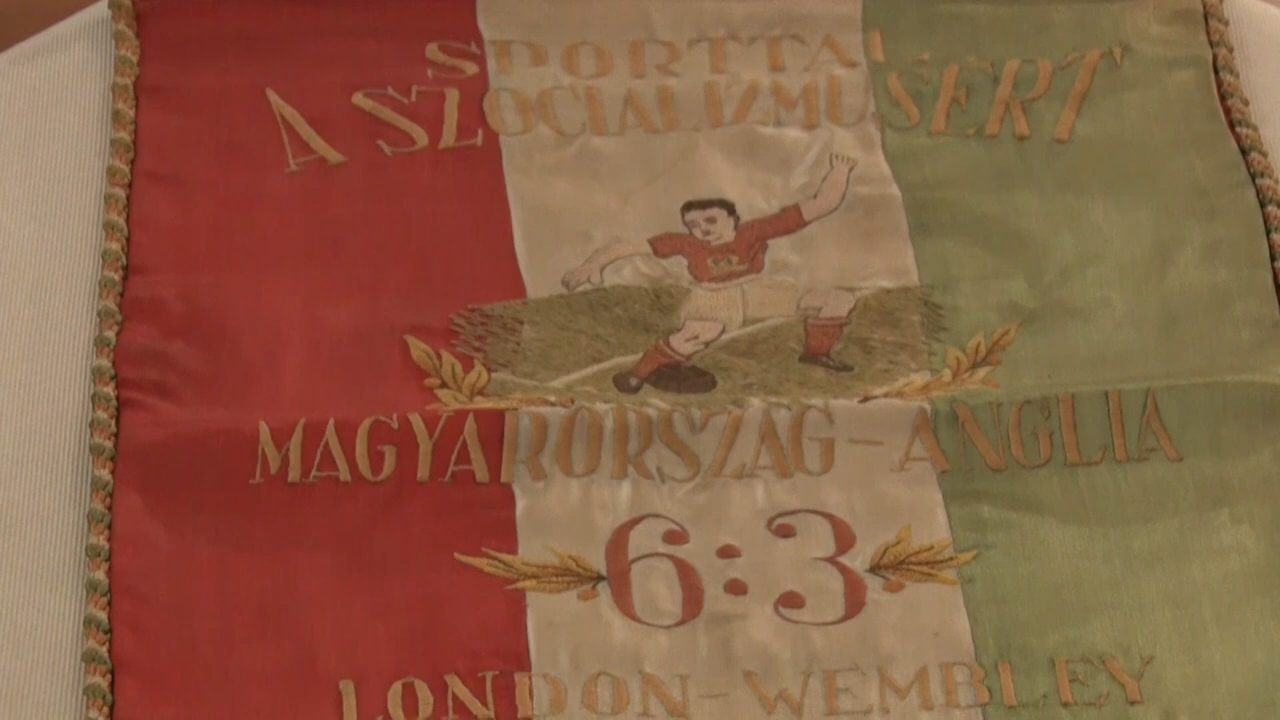 SPORTTAL
A SZOCIALIZMUSÉRT
MAGYARORSZÁG-ANGLIA
6:3
LONDON-WEMBLEY